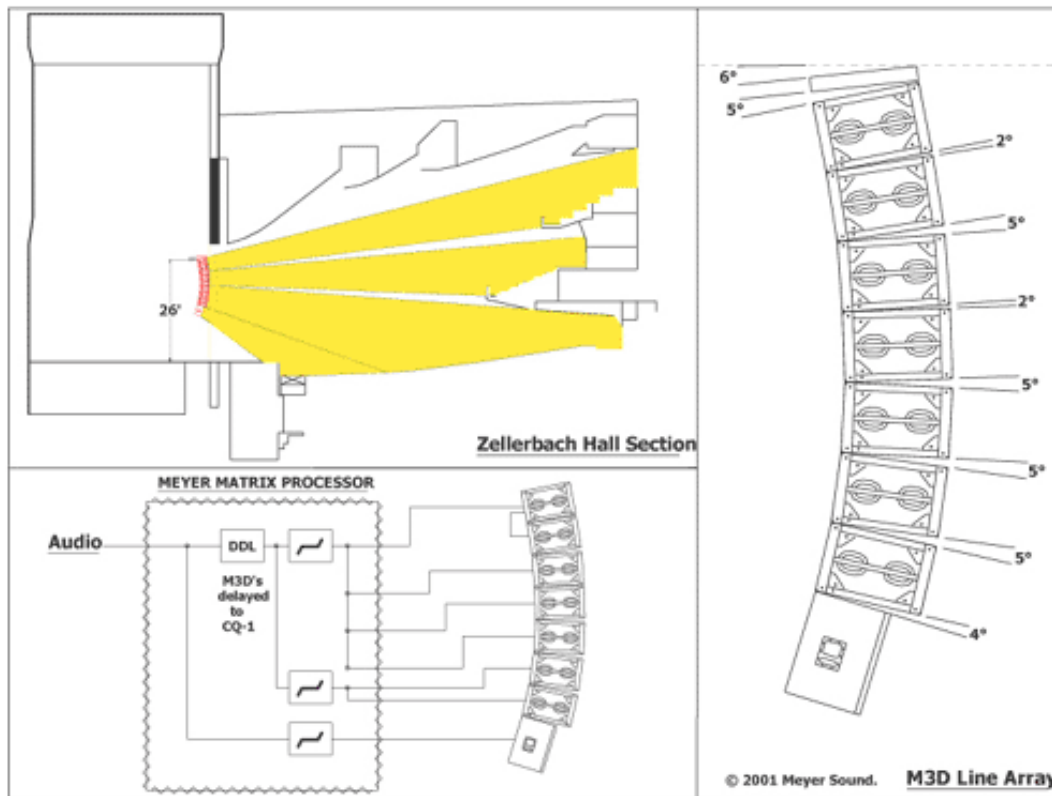 26'
Zellerbach Hall Section
MEYER MATRIX PROCESSOR
Audio
DDL
M3D's
delayed
to
CQ-1
6°
5°
2°
5°
2°
5°
5°
5°
4°
© 2001 Meyer Sound.
M3D Line Array